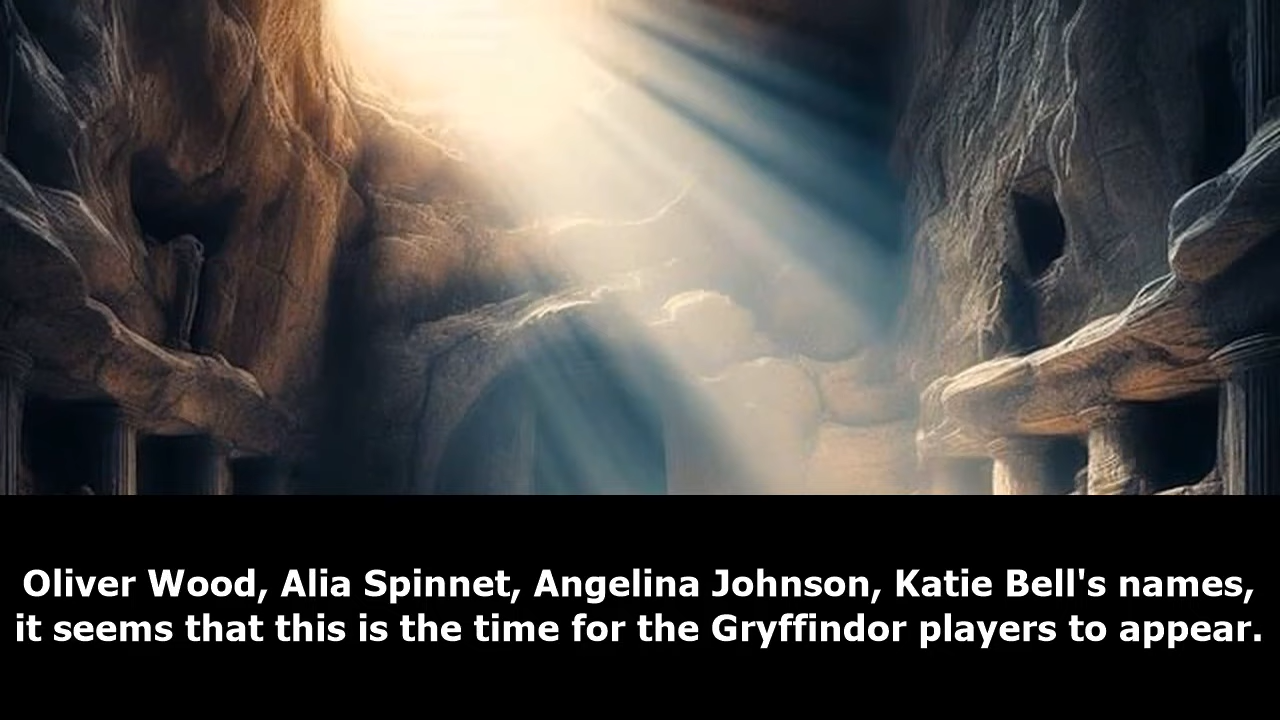 Oliver Wood, Alia Spinnet, Angelina Johnson, Katie Bell's names,
it seems that this is the time for the Gryffindor players to appear.